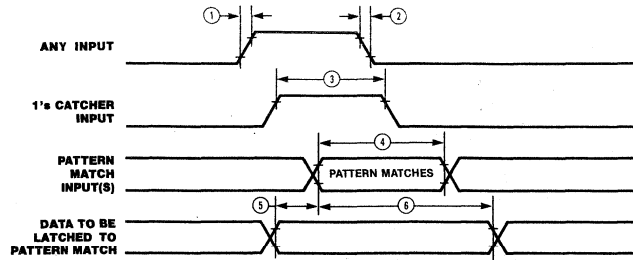 1
2
ANY INPUT
3
1's CATCHER
INPUT
4
PATTERN
MATCH
INPUT(S)
PATTERN MATCHES
5
6
DATA TO BE
LATCHED TO
PATTERN MATCH